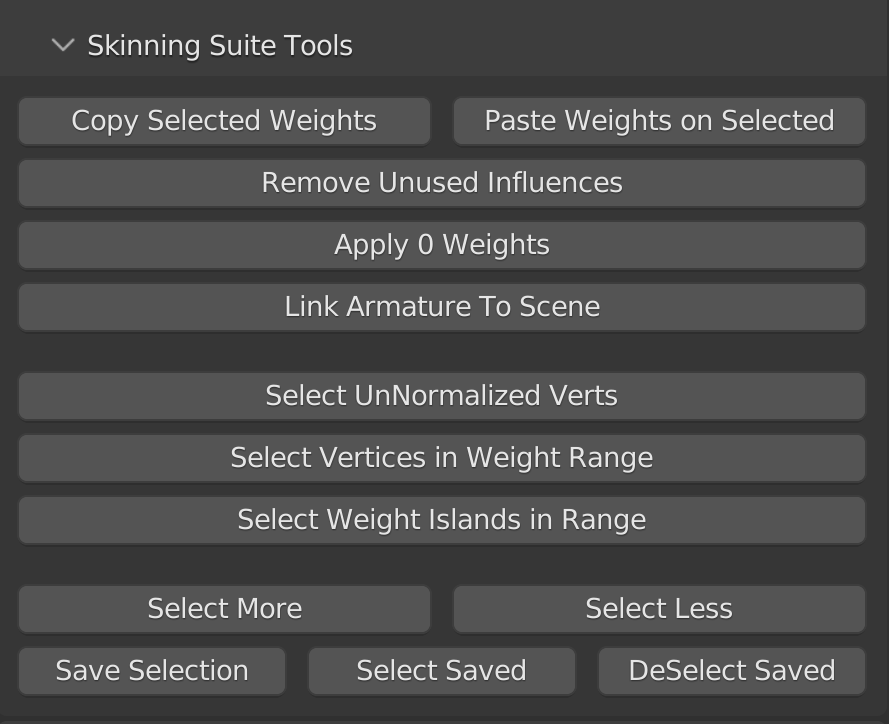 Skinning Suite Tools
Copy Selected Weights Paste Weights on Selected
Remove Unused Influences
Apply 0 Weights
Link Armature To Scene
Select UnNormalized Verts
Select Vertices in Weight Range
Select Weight Islands in Range
Select More Select Less
Save Selection Select Saved DeSelect Saved